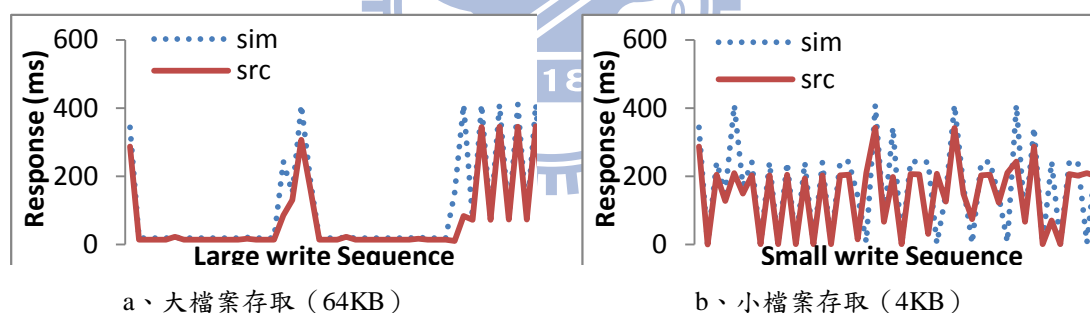 600
400
200
0
Response (ms)
sim
src
Large write Sequence
600
400
200
0
Response (ms)
sim
src
Small write Sequence
18
a、大檔案存取（64KB）
b、小檔案存取（4KB）